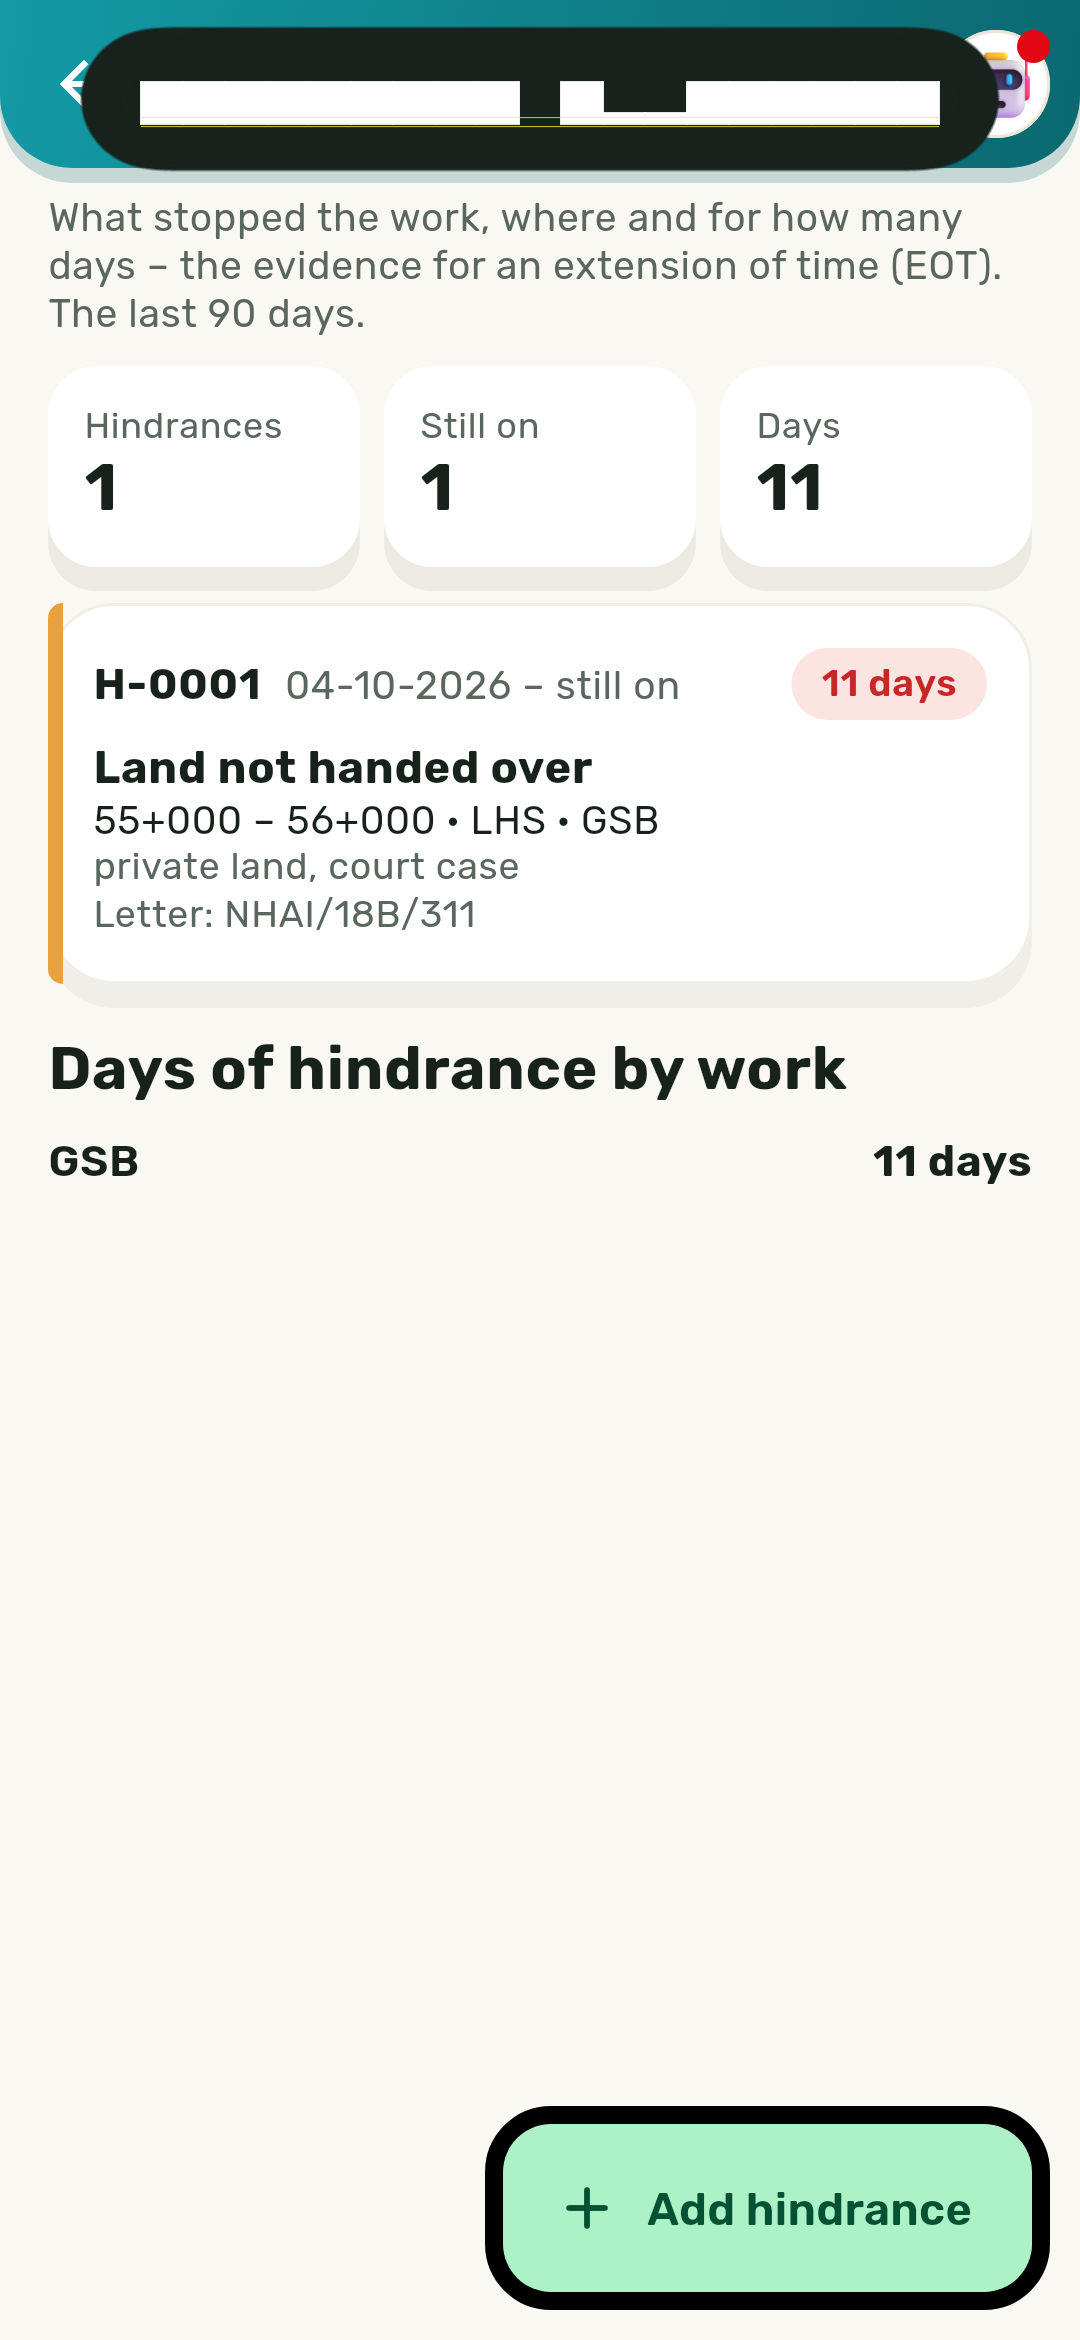 What stopped the work, where and for how many
days – the evidence for an extension of time (EOT).
The last 90 days.
Hindrances
1
Still on
1
Days
11
H-0001 04-10-2026 – still on
11 days
Land not handed over
55+000 – 56+000 • LHS • GSB
private land, court case
Letter: NHAI/18B/311
Days of hindrance by work
GSB 11 days
+ Add hindrance